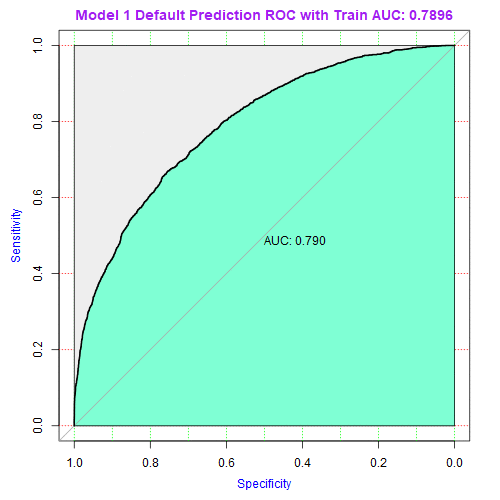 Model 1 Default Prediction ROC with Train AUC: 0.7896
1.0
0.8
0.6
0.4
0.2
0.0
Sensitivity
AUC: 0.790
1.0 0.8 0.6 0.4 0.2 0.0
Specificity